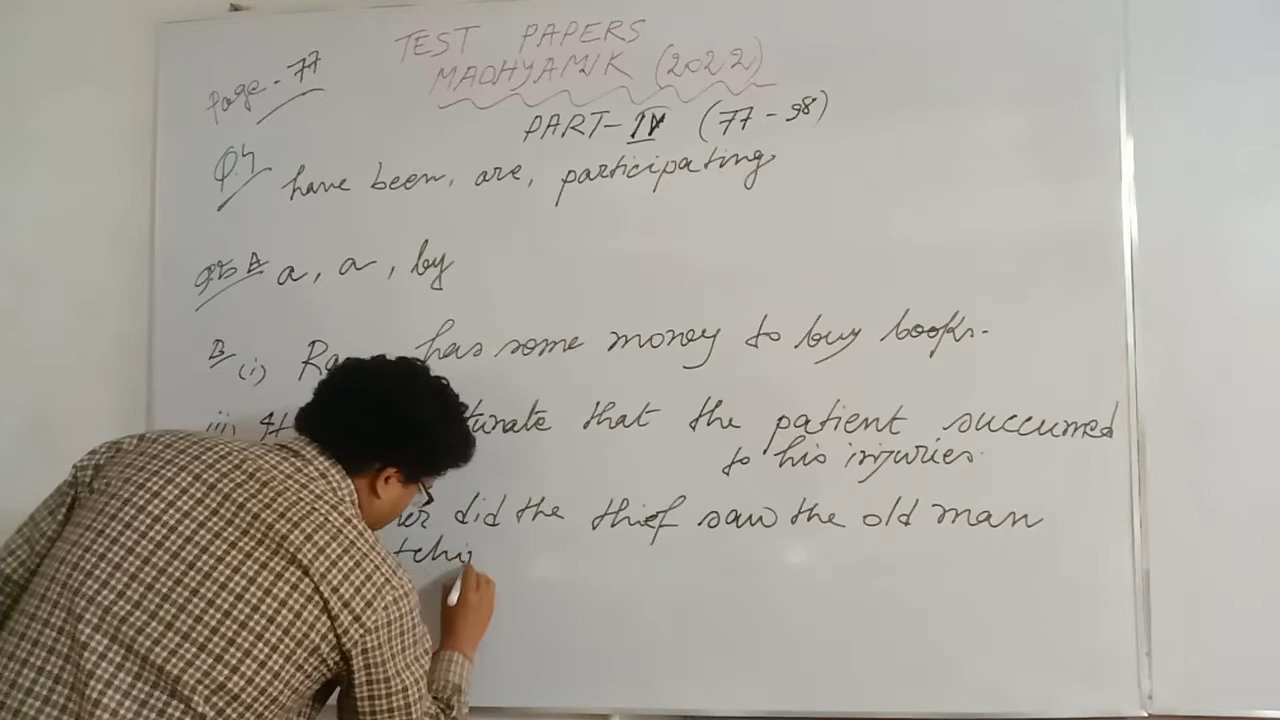 TEST PAPERS
Page-77
MADHYAMIK (2022)
PART-IV (77-98)
Q4 have been, are, participating
Q5 A a, a, by
B (i) has some money to buy books.
ii) that the patient succumed
to his injuries.
did the thief saw the old man